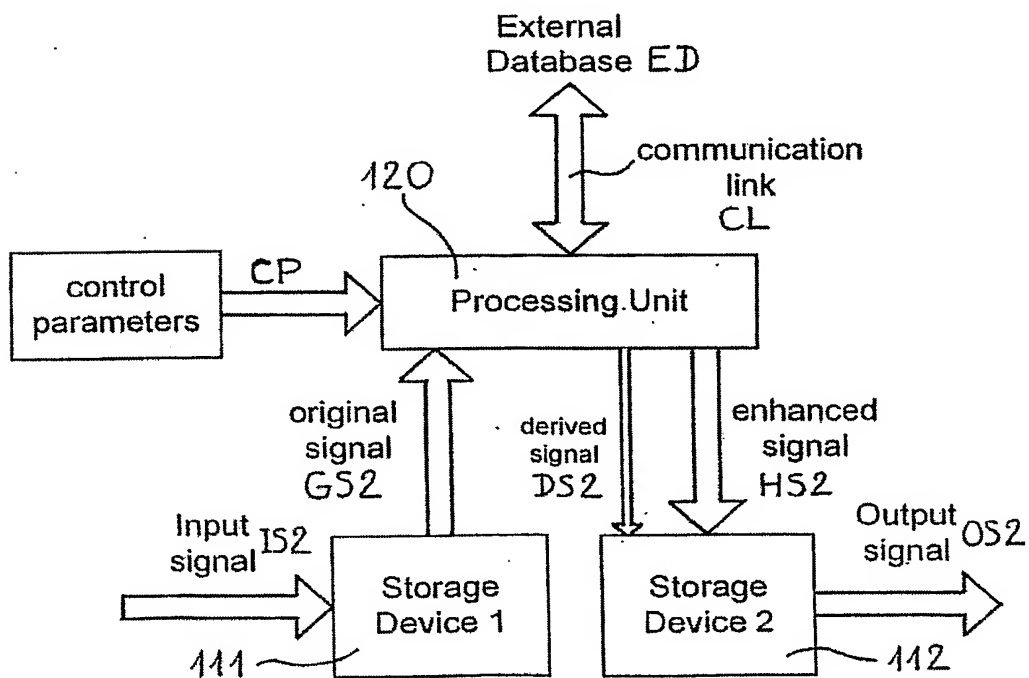 External
Database ED
communication
link
CL
120
control
parameters
CP
Processing Unit
original
signal
GS2
derived
signal
DS2
enhanced
signal
HS2
Input
signal IS2
Output
signal OS2
Storage
Device 1
Storage
Device 2
111
112